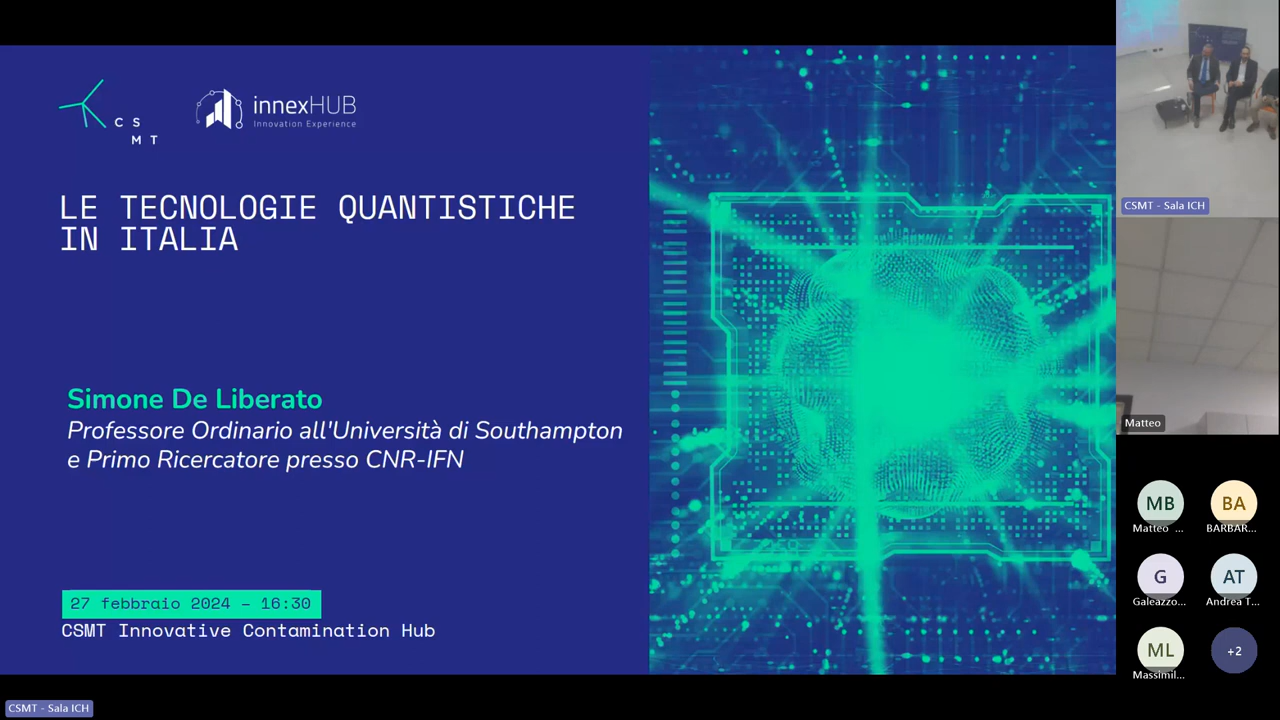 CS
MT
innexHUB
Innovation Experience
LE TECNOLOGIE QUANTISTICHE
IN ITALIA
Simone De Liberato
Professore Ordinario all'Università di Southampton
e Primo Ricercatore presso CNR-IFN
27 febbraio 2024 – 16:30
CSMT Innovative Contamination Hub
CSMT - Sala ICH
CSMT - Sala ICH
Matteo
MB
Matteo ...
BA
BARBAR...
G
Galeazzo...
AT
Andrea T...
ML
Massimil...
+2